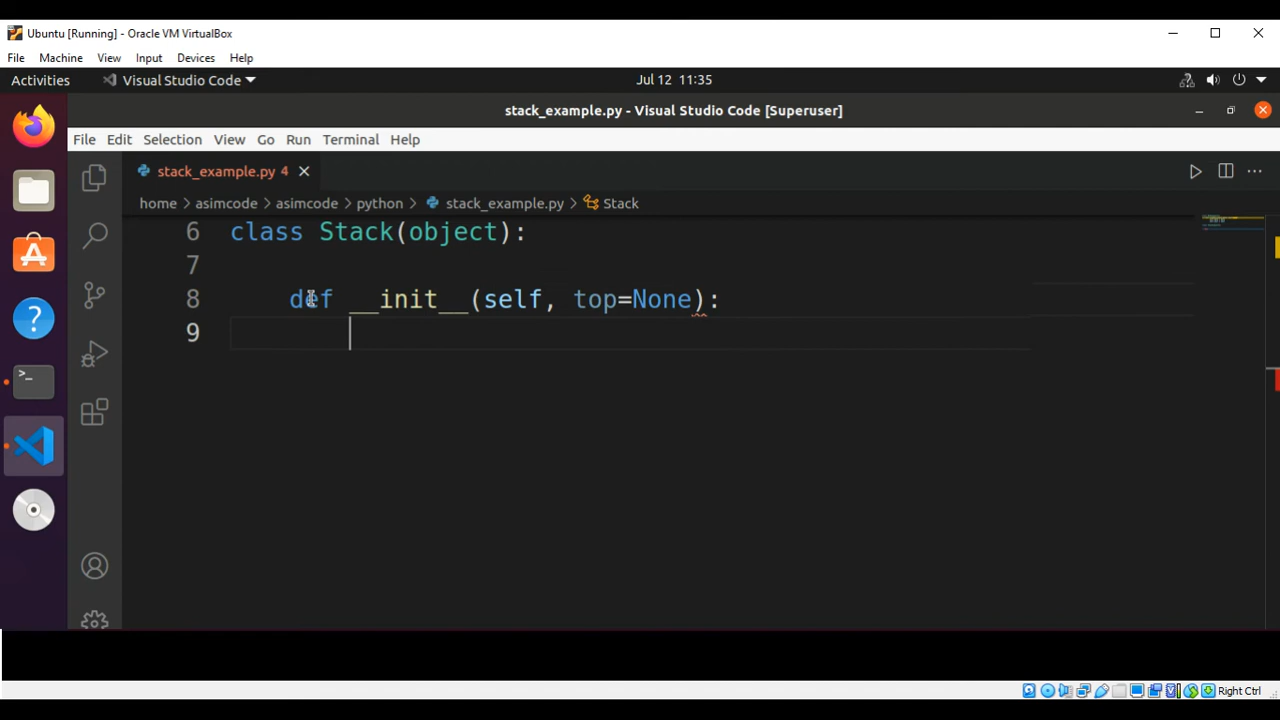 Ubuntu [Running] - Oracle VM VirtualBox
File Machine View Input Devices Help
Activities Visual Studio Code Jul 12 11:35
stack_example.py - Visual Studio Code [Superuser]
File Edit Selection View Go Run Terminal Help
stack_example.py 4
home > asimcode > asimcode > python > stack_example.py > Stack
6 class Stack(object):
7
8 def __init__(self, top=None):
9
Right Ctrl